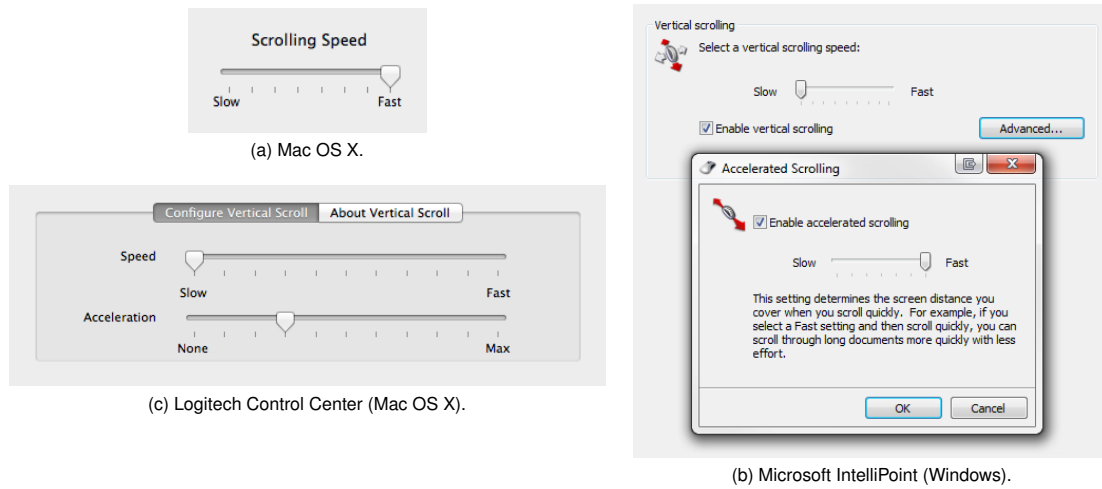 Scrolling Speed
Slow Fast
(a) Mac OS X.
Configure Vertical Scroll About Vertical Scroll
Speed
Slow Fast
Acceleration
None Max
(c) Logitech Control Center (Mac OS X).
Vertical scrolling
Select a vertical scrolling speed:
Slow Fast
Enable vertical scrolling Advanced...
Accelerated Scrolling
Enable accelerated scrolling
Slow Fast
This setting determines the screen distance you
cover when you scroll quickly. For example, if you
select a Fast setting and then scroll quickly, you can
scroll through long documents more quickly with less
effort.
OK Cancel
(b) Microsoft IntelliPoint (Windows).